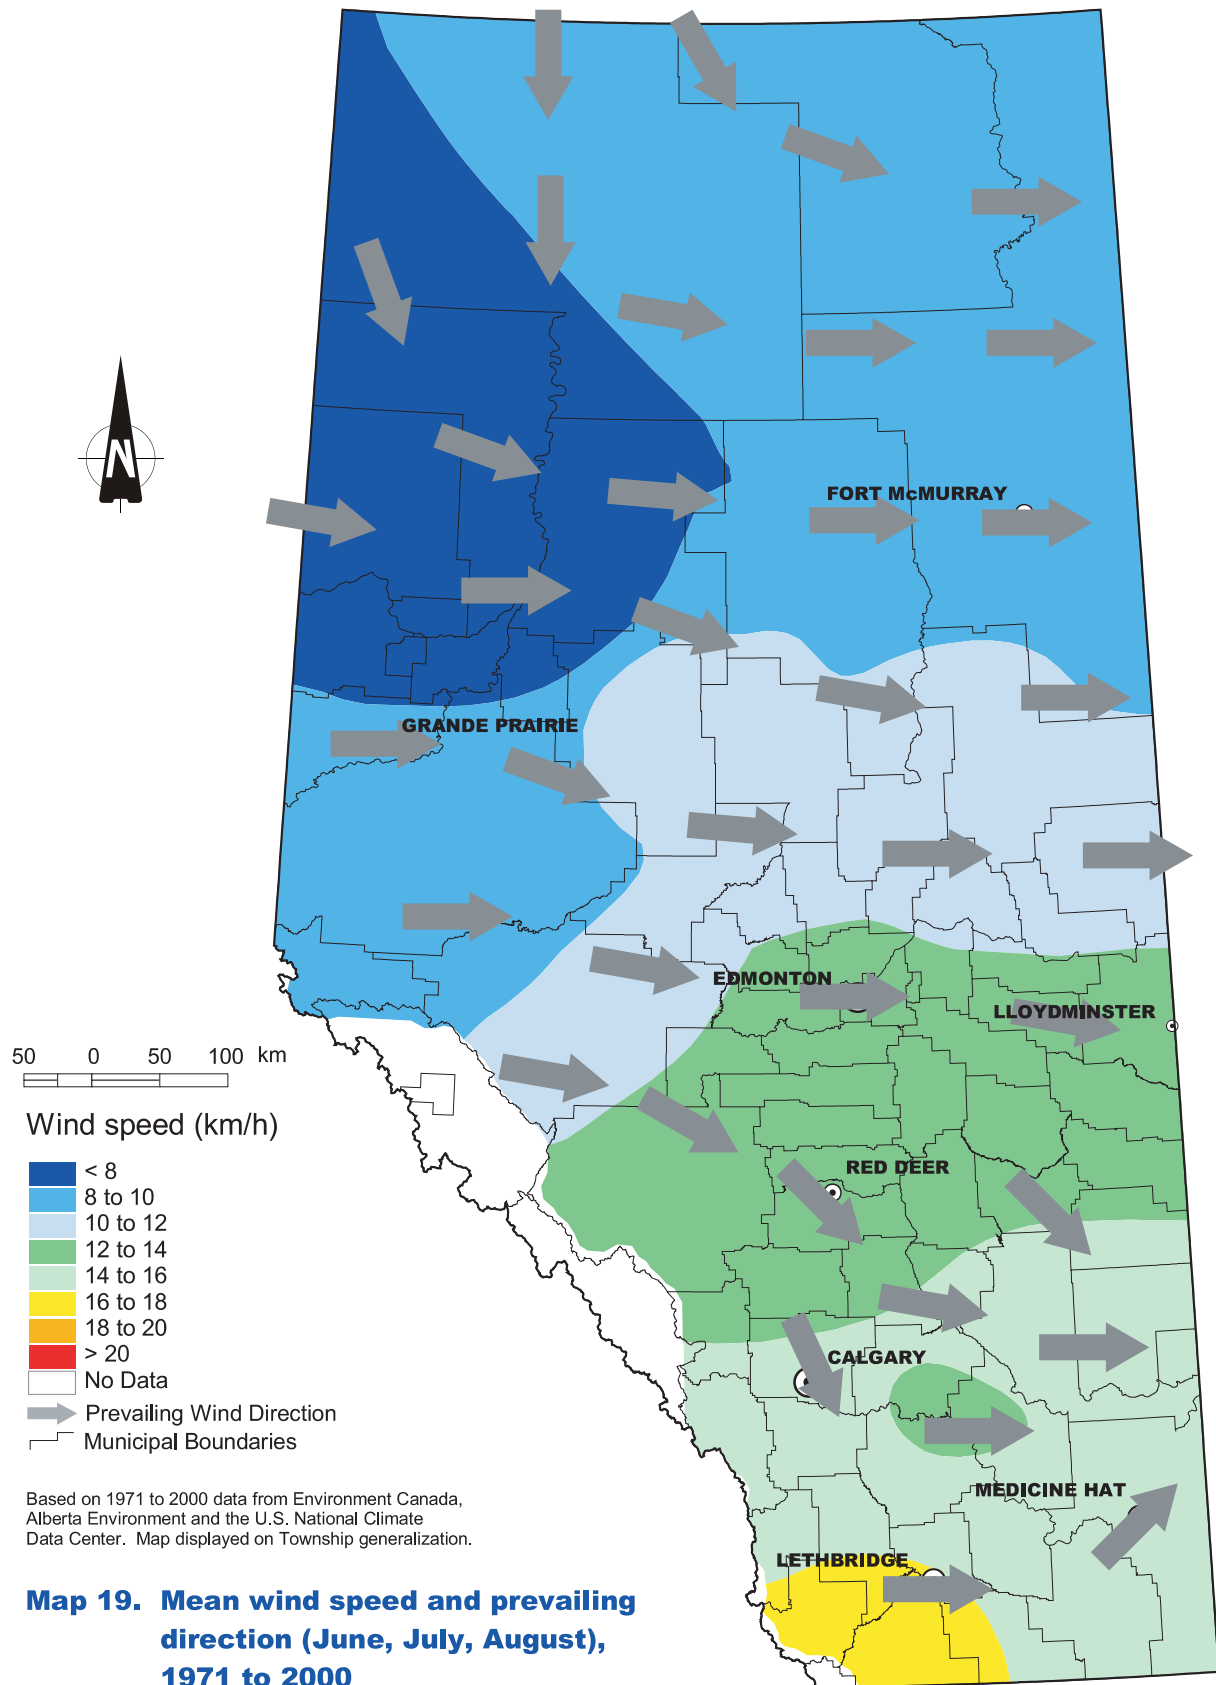 FORT McMURRAY
N
GRANDE PRAIRIE
EDMONTON
LLOYDMINSTER
50 0 50 100 km
Wind speed (km/h)
< 8
8 to 10
10 to 12
12 to 14
14 to 16
16 to 18
18 to 20
> 20
No Data
Prevailing Wind Direction
Municipal Boundaries
RED DEER
CALGARY
MEDICINE HAT
LETHBRIDGE
Based on 1971 to 2000 data from Environment Canada,
Alberta Environment and the U.S. National Climate
Data Center. Map displayed on Township generalization.
Map 19. Mean wind speed and prevailing
direction (June, July, August),
1971 to 2000